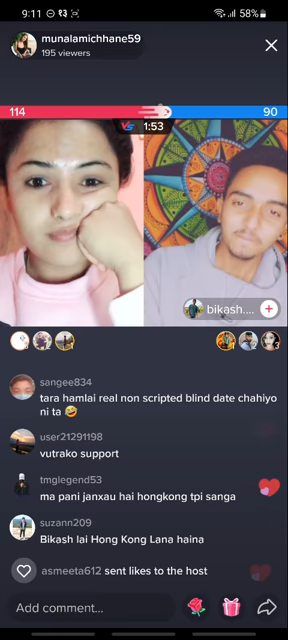 9:11 १३ 58%
munalamichhane59
195 viewers
114 90
VS 1:53
bikash....
sangee834
tara hamlai real non scripted blind date chahiyo
ni ta 🤣
user21291198
vutrako support
tmglegend53
ma pani janxau hai hongkong tpi sanga
suzann209
Bikash lai Hong Kong Lana haina
asmeeta612 sent likes to the host
Add comment...